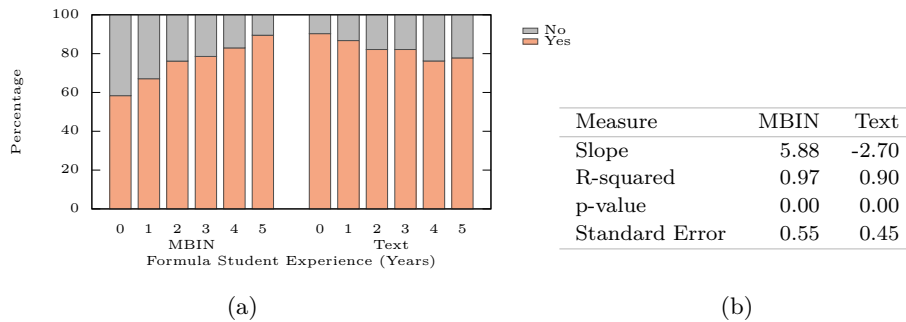 100
80
60
40
20
0
Percentage
0 1 2 3 4 5 0 1 2 3 4 5
MBIN Text
Formula Student Experience (Years)
No
Yes
(a)
Measure MBIN Text
Slope 5.88 -2.70
R-squared 0.97 0.90
p-value 0.00 0.00
Standard Error 0.55 0.45
(b)